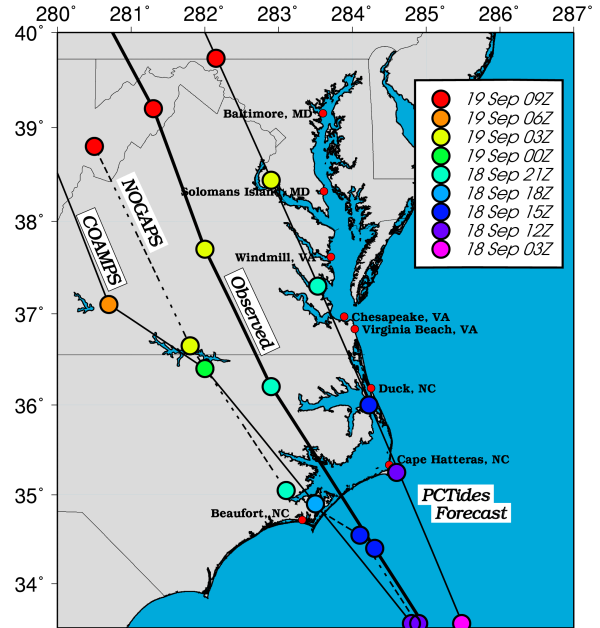 280° 281° 282° 283° 284° 285° 286° 287°
40°
39°
38°
37°
36°
35°
34°
19 Sep 09Z
19 Sep 06Z
19 Sep 03Z
19 Sep 00Z
18 Sep 21Z
18 Sep 18Z
18 Sep 15Z
18 Sep 12Z
18 Sep 03Z
Baltimore, MD
Solomans Island, MD
Windmill, VA
Chesapeake, VA
Virginia Beach, VA
Duck, NC
Cape Hatteras, NC
Beaufort, NC
NOGAPS
COAMPS
Observed
PCTides
Forecast